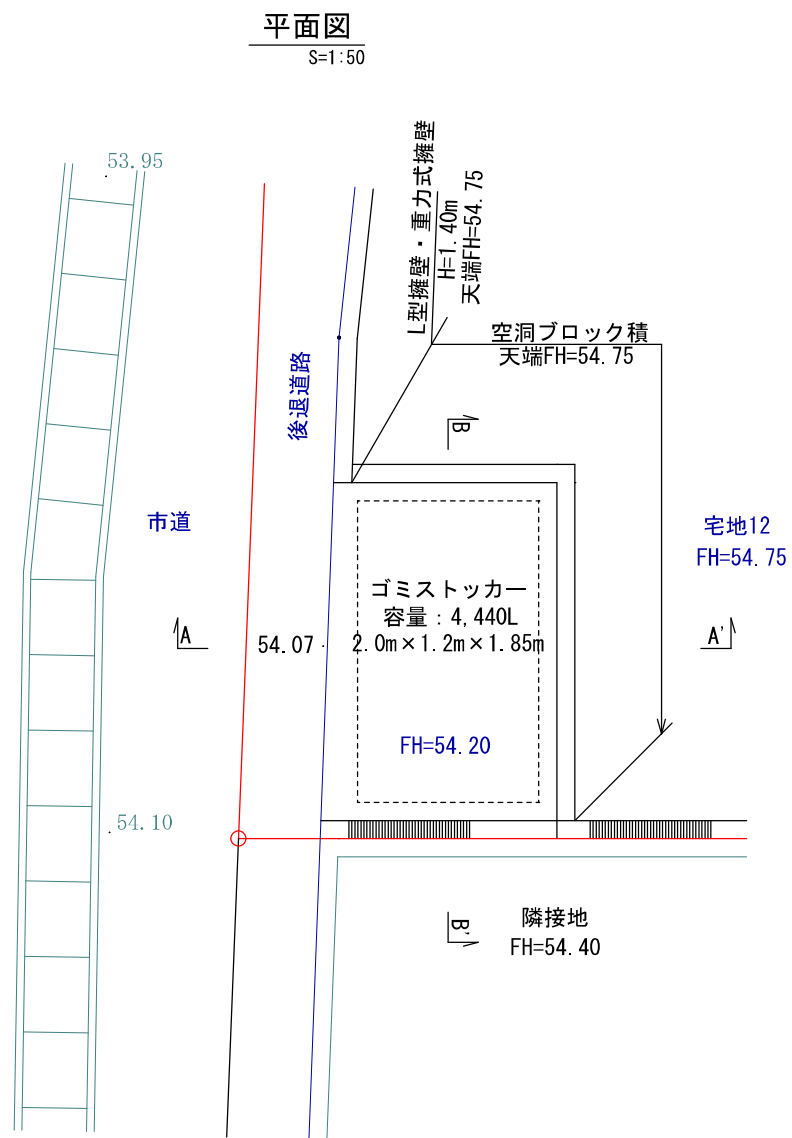 平面図
S=1:50
53.95
L型擁壁・重力式擁壁
H=1.40m
天端FH=54.75
空洞ブロック積
天端FH=54.75
後退道路
B
市道
宅地12
FH=54.75
ゴミストッカー
容量：4,440L
2.0m×1.2m×1.85m
A
54.07
A'
FH=54.20
54.10
B'
隣接地
FH=54.40